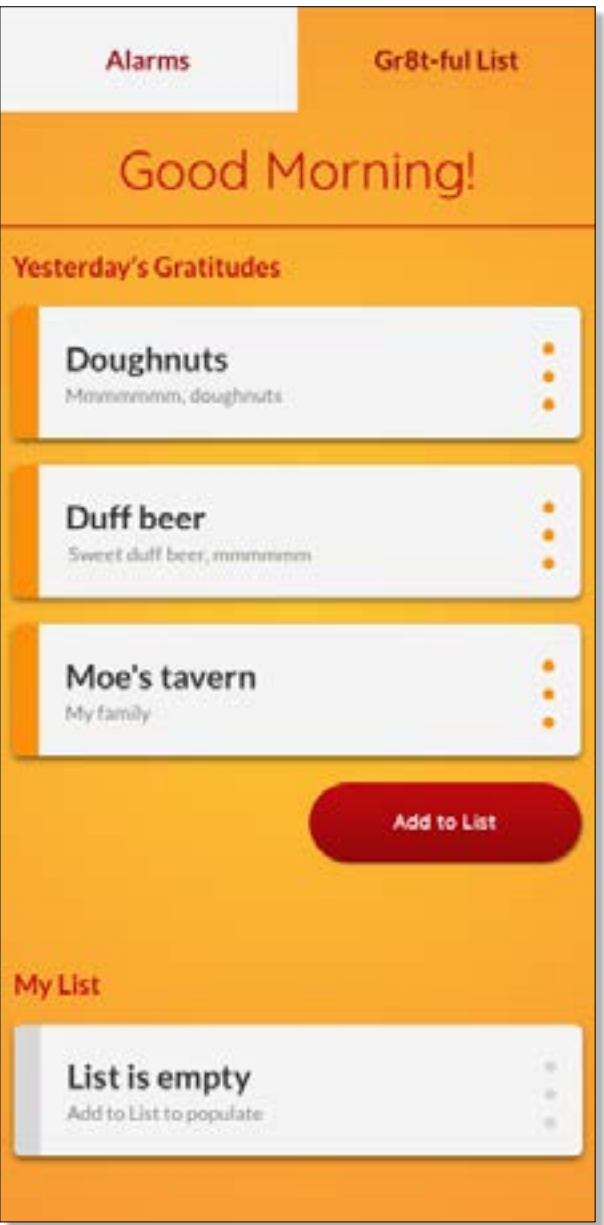 Alarms
Gr8t-ful List
Good Morning!
Yesterday's Gratitudes
Doughnuts
Mmmmmmm, doughnuts
Duff beer
Sweet duff beer, mmmmmm
Moe's tavern
My family
Add to List
My List
List is empty
Add to List to populate